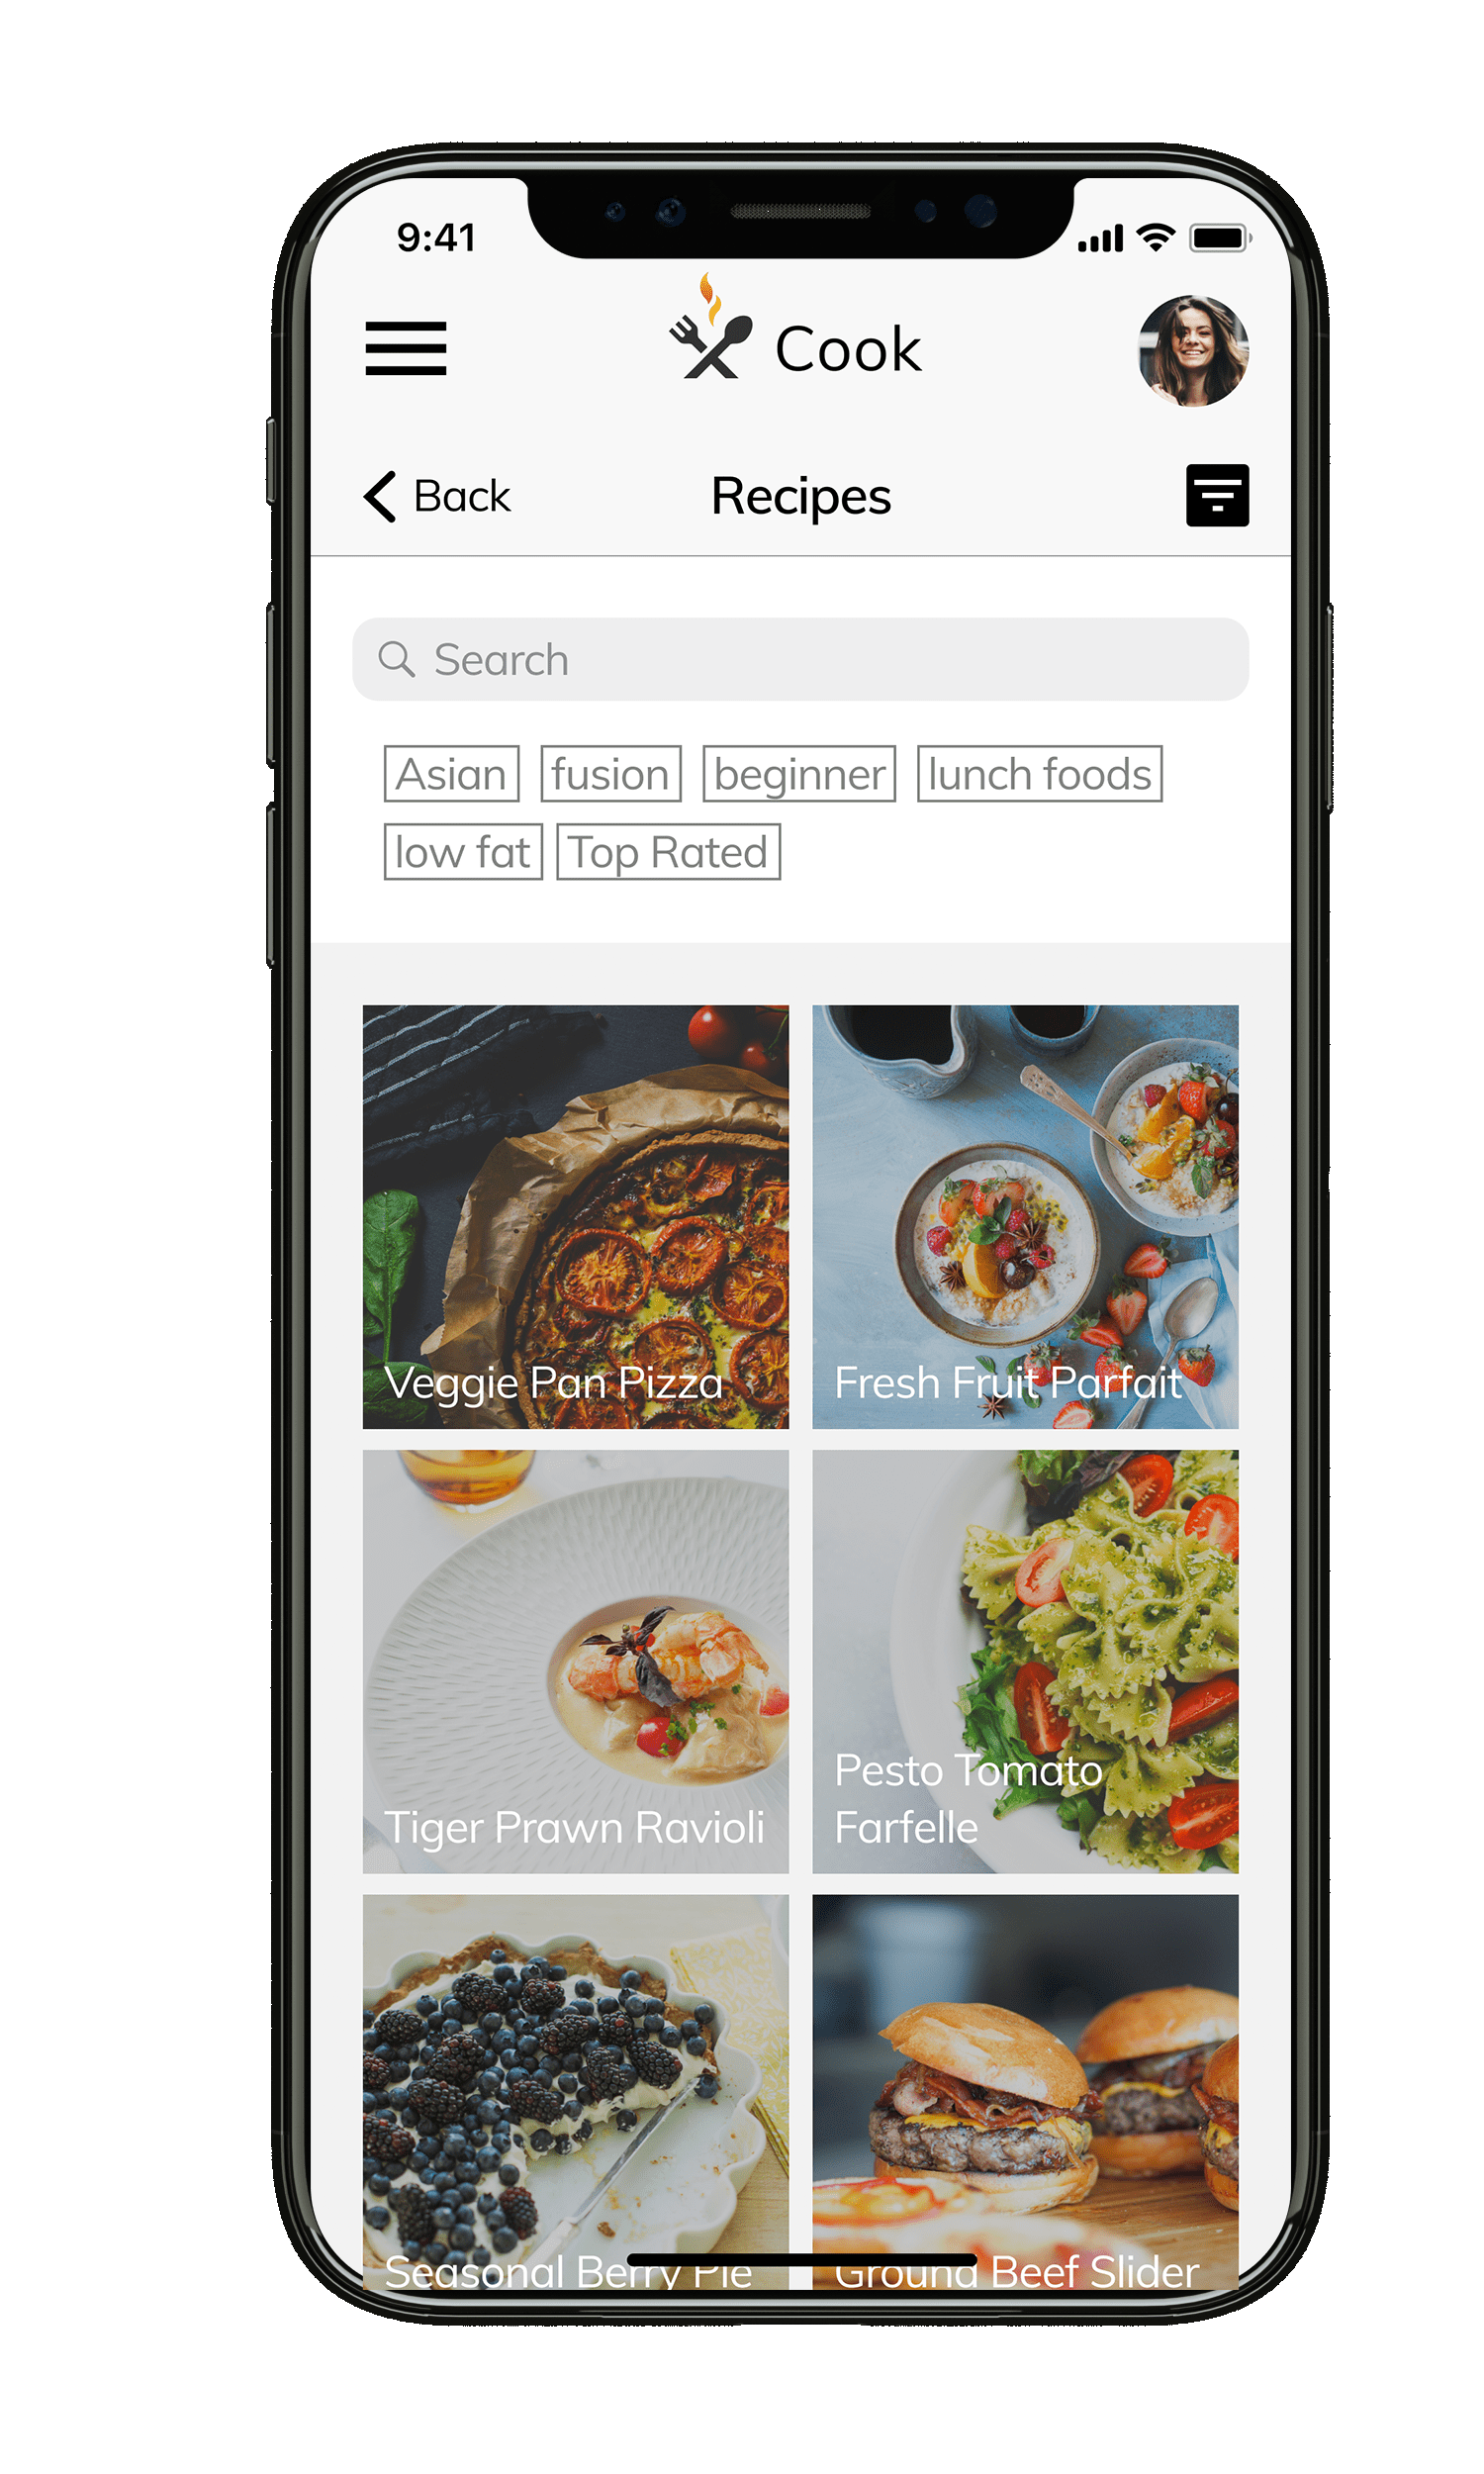 9:41
Cook
Back
Recipes
Search
Asian fusion beginner lunch foods
low fat Top Rated
Veggie Pan Pizza
Fresh Fruit Parfait
Tiger Prawn Ravioli
Pesto Tomato
Farfelle
Seasonal Berry Pie
Ground Beef Slider